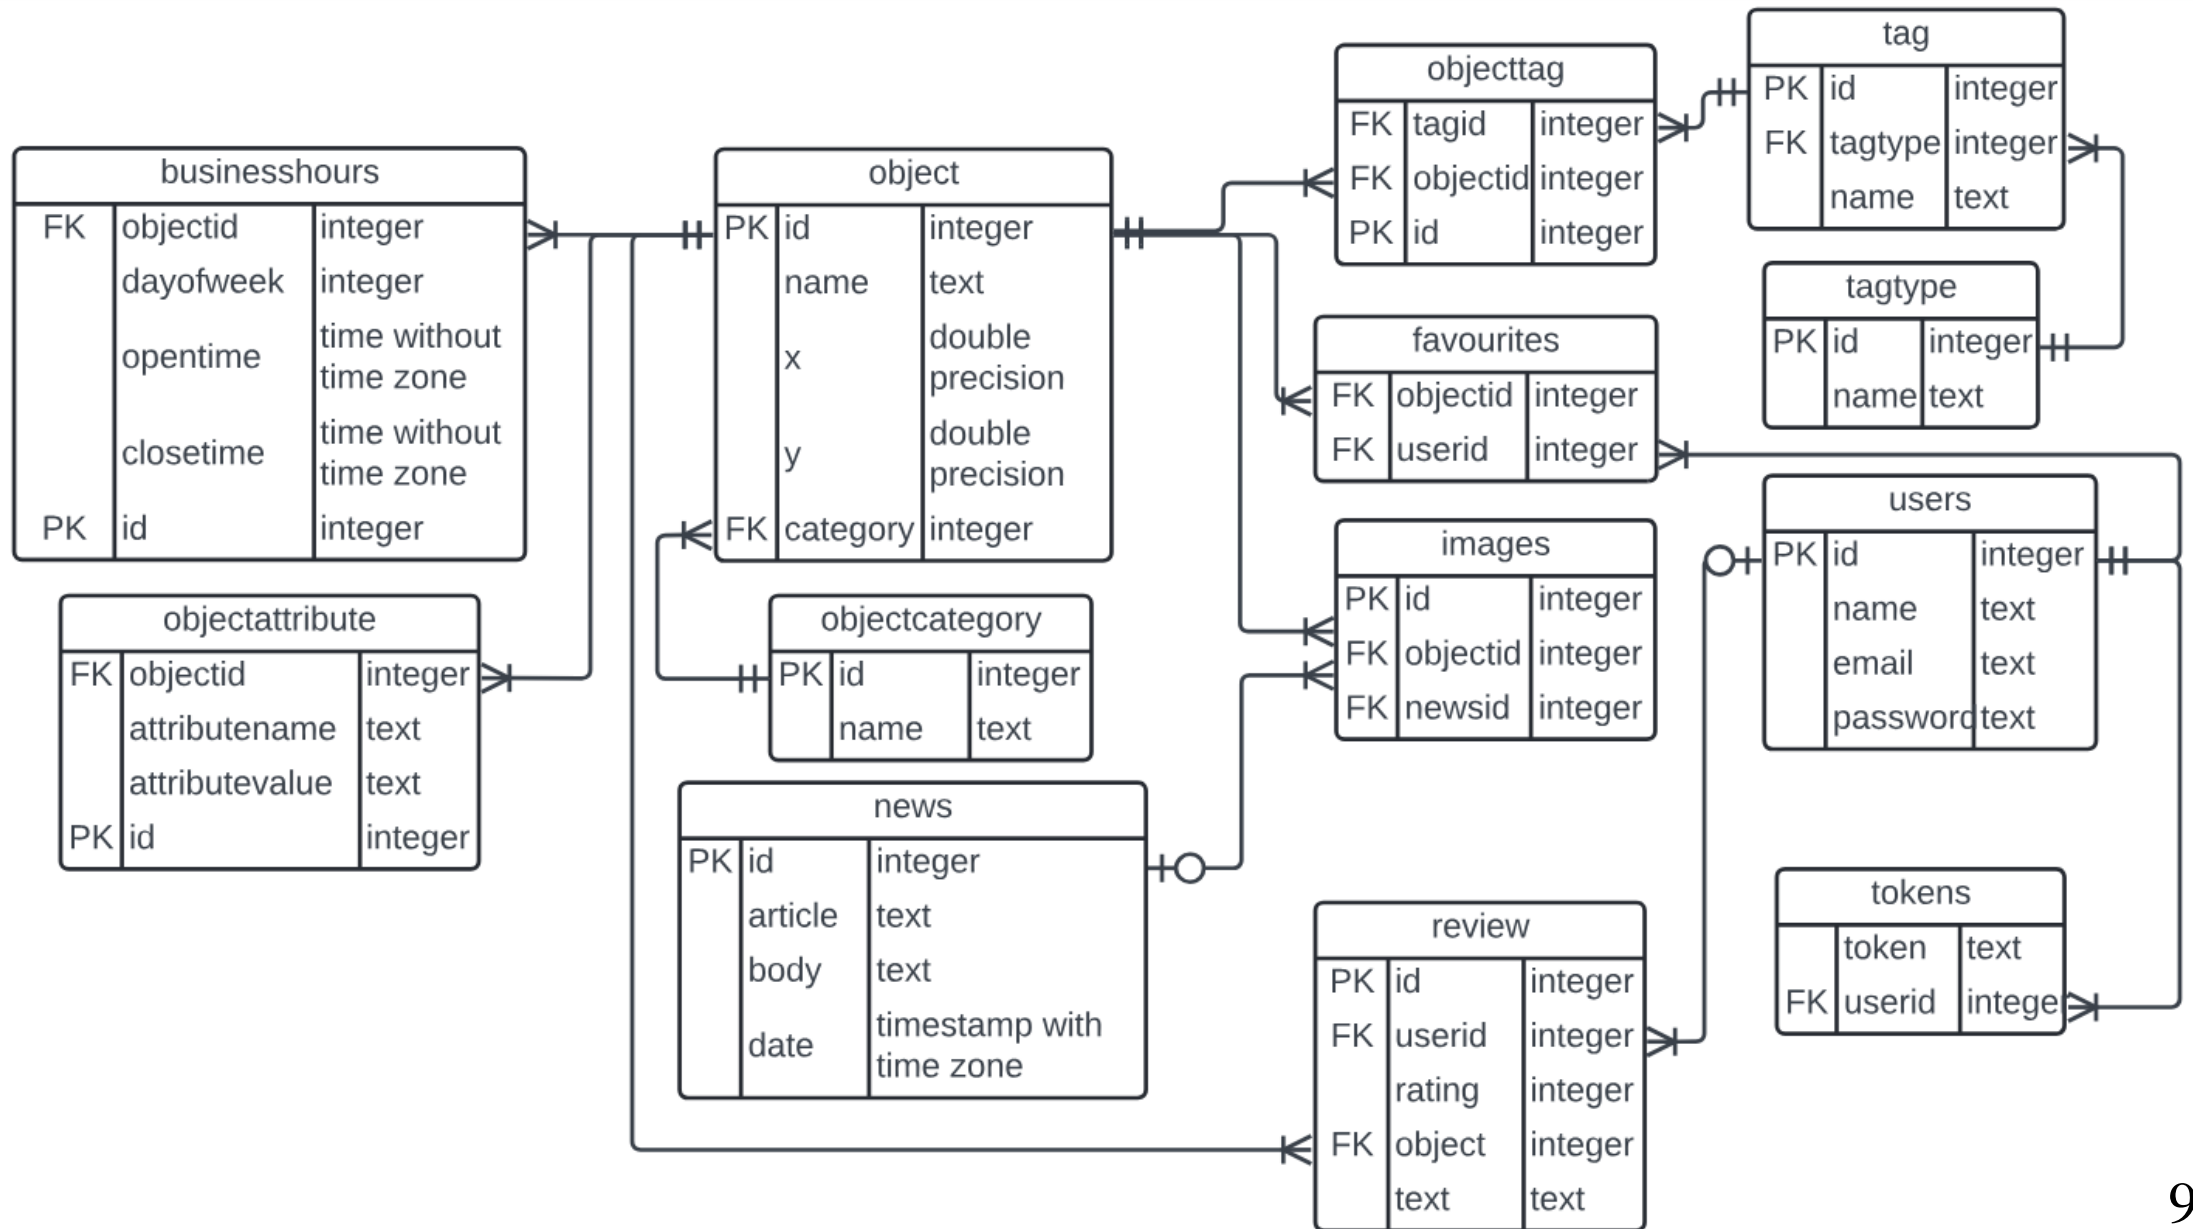 businesshours
FK objectid integer
dayofweek integer
opentime time without
time zone
closetime time without
time zone
PK id integer
objectattribute
FK objectid integer
attributename text
attributevalue text
PK id integer
object
PK id integer
name text
x double
precision
y double
precision
FK category integer
objectcategory
PK id integer
name text
news
PK id integer
article text
body text
date timestamp with
time zone
objecttag
FK tagid integer
FK objectid integer
PK id integer
favourites
FK objectid integer
FK userid integer
images
PK id integer
FK objectid integer
FK newsid integer
review
PK id integer
FK userid integer
rating integer
FK object integer
text text
tag
PK id integer
FK tagtype integer
name text
tagtype
PK id integer
name text
users
PK id integer
name text
email text
password text
tokens
token text
FK userid integer
9